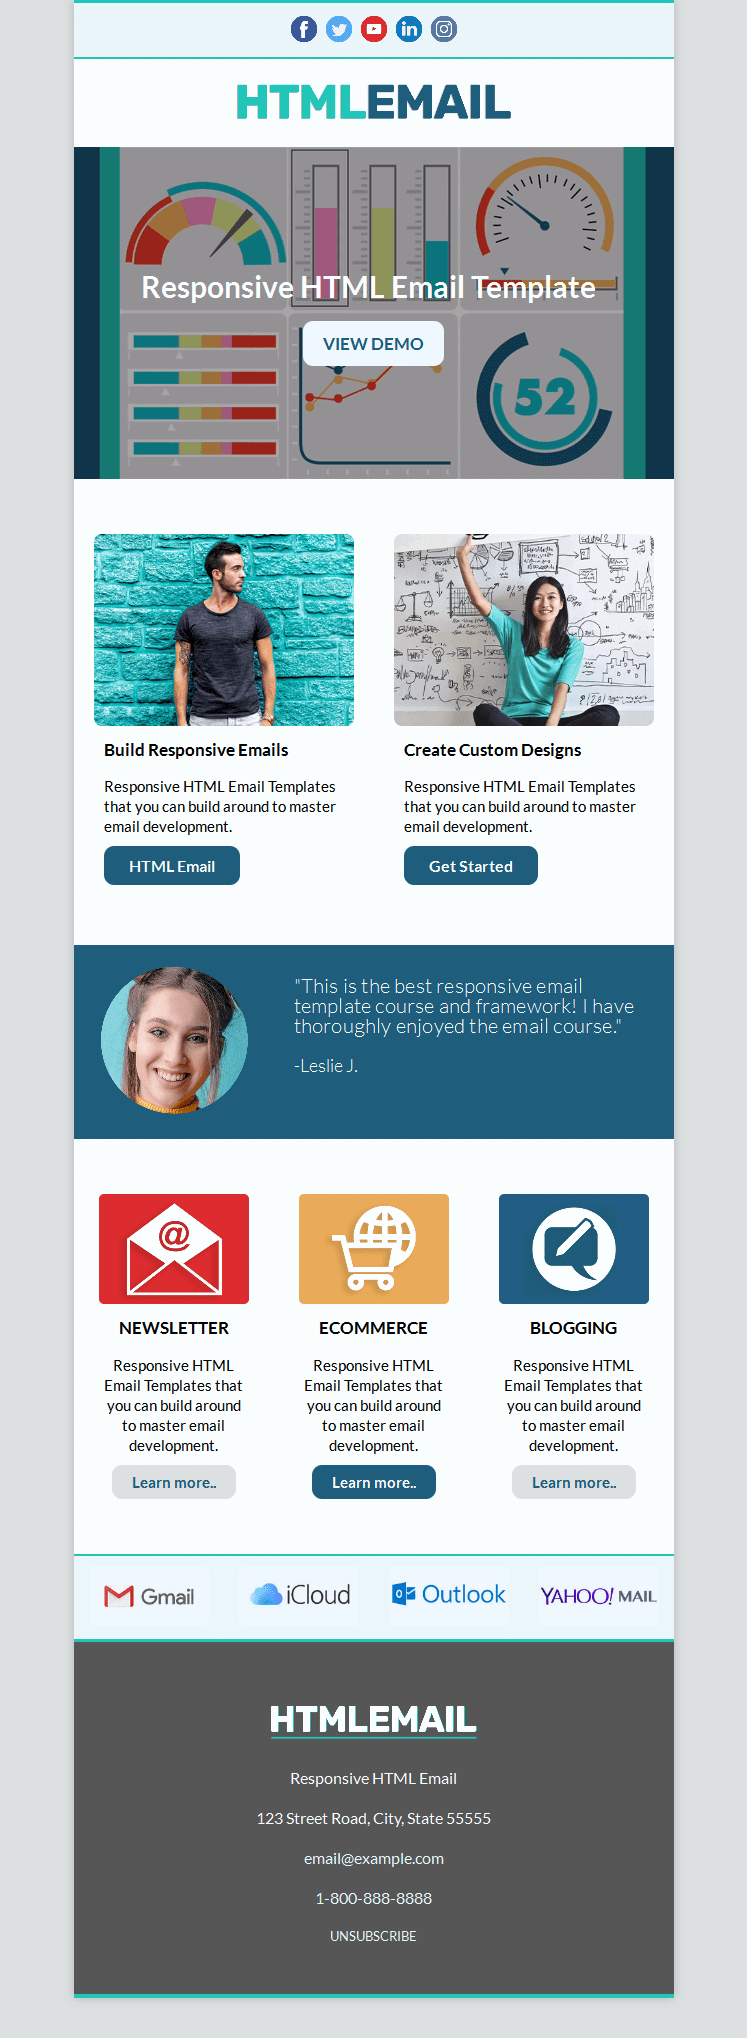 HTMLEMAIL
Responsive HTML Email Template
VIEW DEMO
52
Build Responsive Emails
Responsive HTML Email Templates
that you can build around to master
email development.
HTML Email
Create Custom Designs
Responsive HTML Email Templates
that you can build around to master
email development.
Get Started
"This is the best responsive email
template course and framework! I have
thoroughly enjoyed the email course."
-Leslie J.
@
NEWSLETTER
Responsive HTML
Email Templates that
you can build around
to master email
development.
Learn more..
ECOMMERCE
Responsive HTML
Email Templates that
you can build around
to master email
development.
Learn more..
BLOGGING
Responsive HTML
Email Templates that
you can build around
to master email
development.
Learn more..
Gmail
iCloud
Outlook
YAHOO! MAIL
HTMLEMAIL
Responsive HTML Email
123 Street Road, City, State 55555
email@example.com
1-800-888-8888
UNSUBSCRIBE